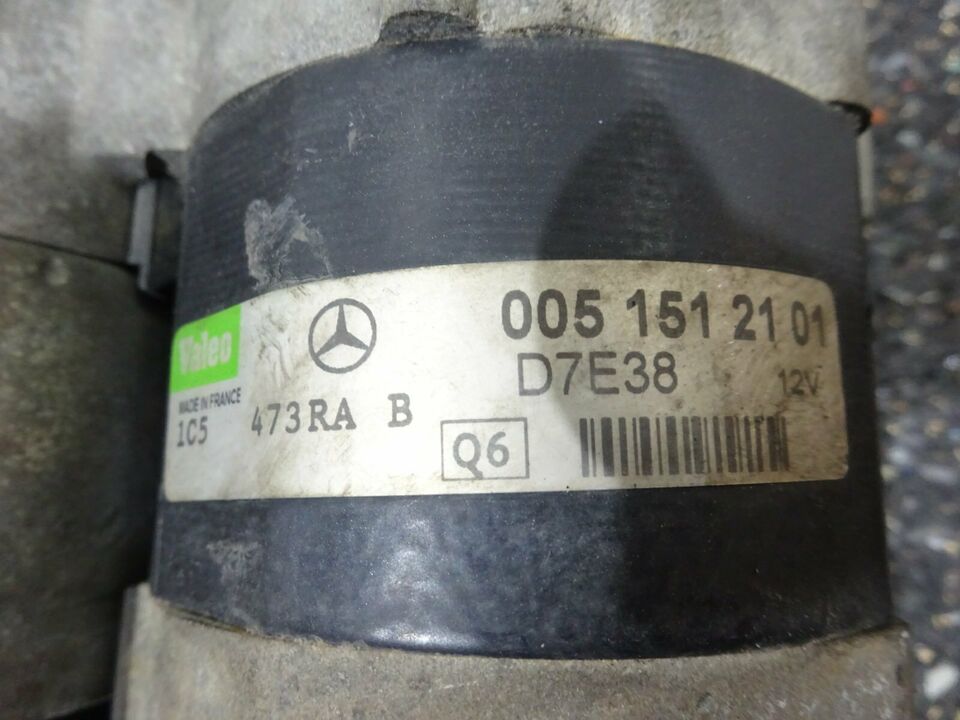 Valeo
MADE IN FRANCE
1C5
473RA B
005 151 21 01
D7E38
12V
Q6